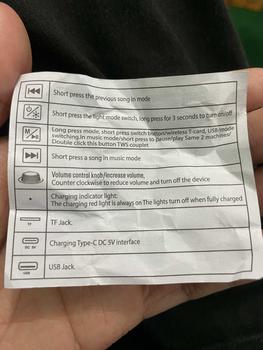 Short press the previous song in mode
Short press the light mode switch, long press for 3 seconds to turn on/off
M
Long press mode, short press switch button/wireless T-card, USB/mode
switching.In music mode/short to pause/play Same 2 machines/
Double click this button TWS couplet
Short press a song in music mode
Volume control knob/increase volume,
Counter clockwise to reduce volume and turn off the device
Charging indicator light:
The charging red light is always on The lights turn off when fully charged
TF
TF Jack.
DC 5V
Charging Type-C DC 5V interface
USB
USB Jack